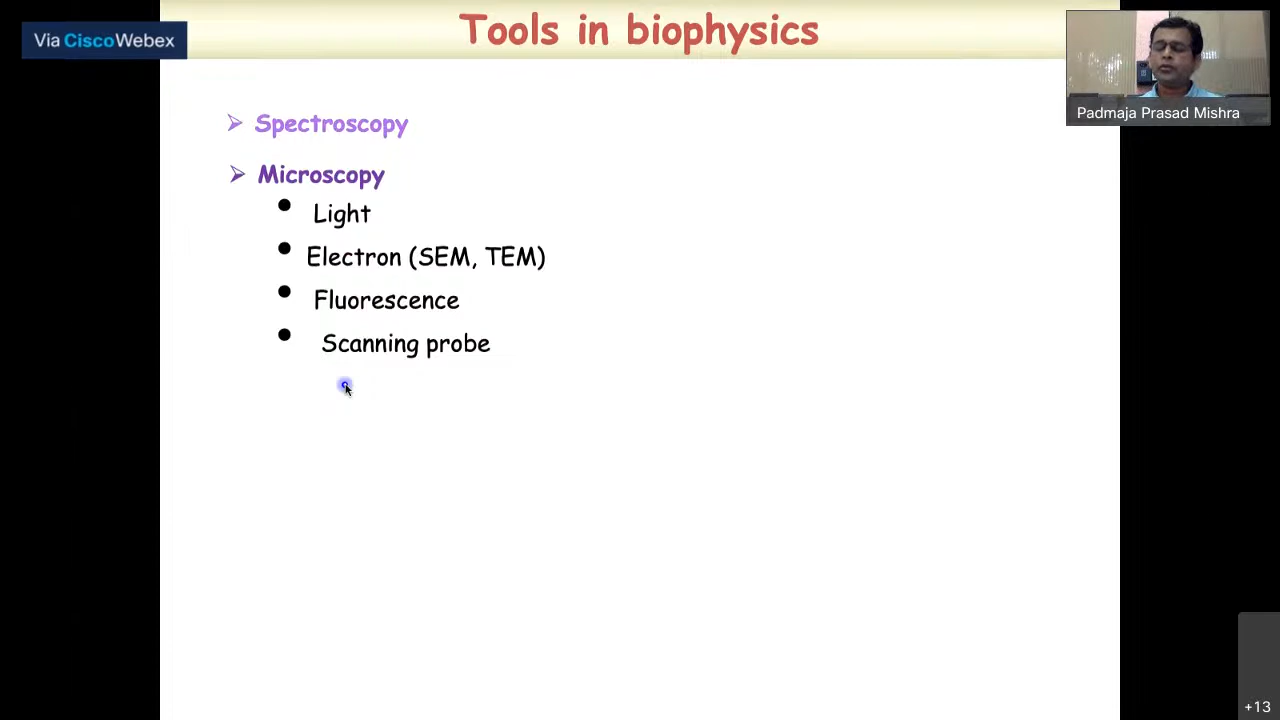 Tools in biophysics
Via CiscoWebex
Padmaja Prasad Mishra
Spectroscopy
Microscopy
Light
Electron (SEM, TEM)
Fluorescence
Scanning probe
+13